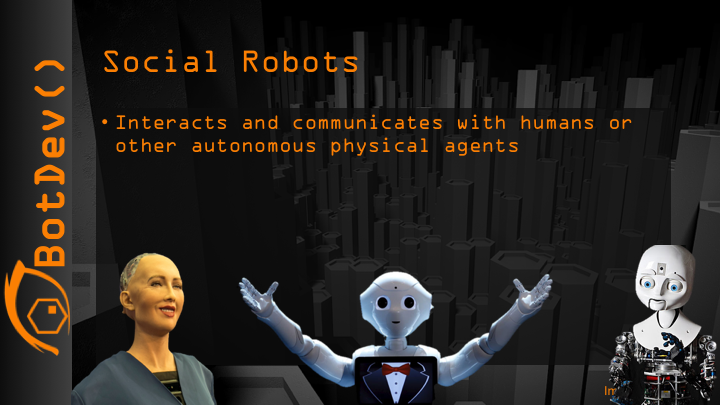 BotDev()
Social Robots
• Interacts and communicates with humans or
other autonomous physical agents